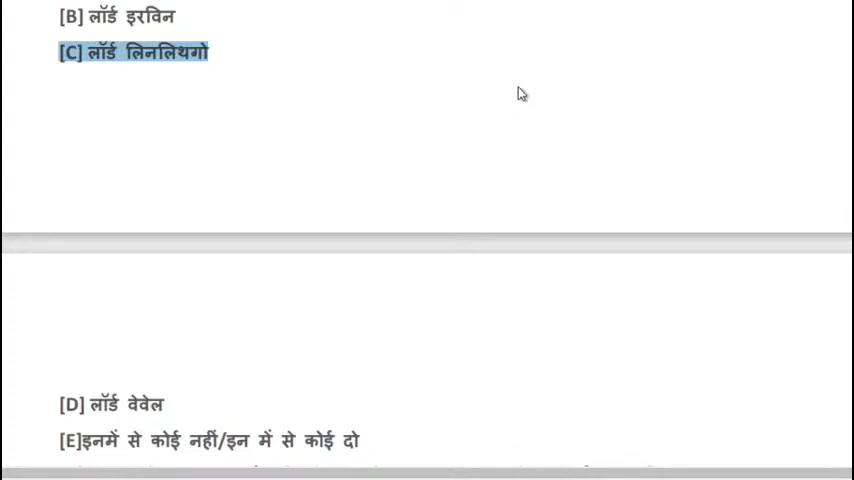 [B] लॉर्ड इरविन
[C] लॉर्ड लिनलिथगो
[D] लॉर्ड वेवेल
[E]इनमें से कोई नहीं/इन में से कोई दो